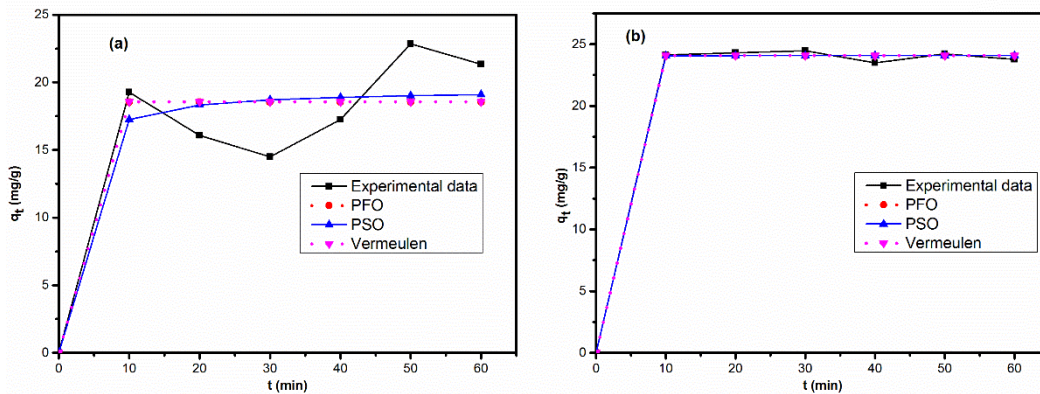 (a)
25
20
15
10
5
0
q_t (mg/g)
Experimental data
PFO
PSO
Vermeulen
0 10 20 30 40 50 60
t (min)
(b)
25
20
15
10
5
0
q_t (mg/g)
Experimental data
PFO
PSO
Vermeulen
0 10 20 30 40 50 60
t (min)